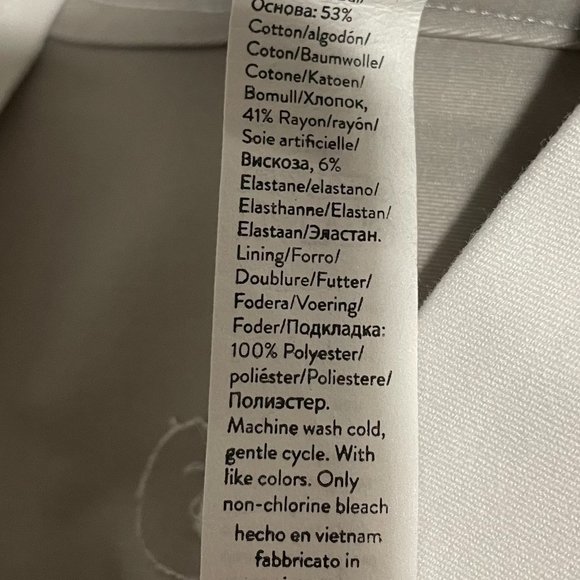 Основа: 53%
Cotton/algodón/
Coton/Baumwolle/
Cotone/Katoen/
Bomull/Хлопок,
41% Rayon/rayón/
Soie artificielle/
Вискоза, 6%
Elastane/elastano/
Elasthanne/Elastan/
Elastaan/Эластан.
Lining/Forro/
Doublure/Futter/
Fodera/Voering/
Foder/Подкладка:
100% Polyester/
poliéster/Poliestere/
Полиэстер.
Machine wash cold,
gentle cycle. With
like colors. Only
non-chlorine bleach
hecho en vietnam
fabbricato in